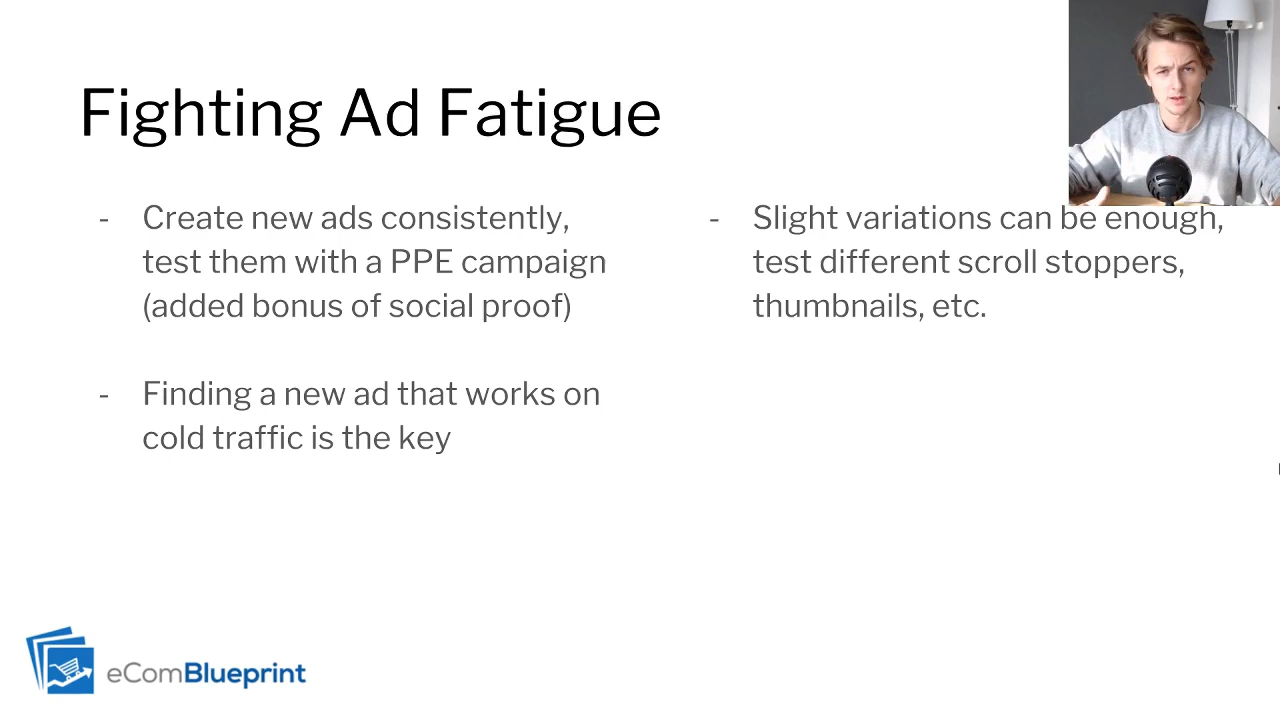 Fighting Ad Fatigue
- Create new ads consistently,
test them with a PPE campaign
(added bonus of social proof)
- Finding a new ad that works on
cold traffic is the key
- Slight variations can be enough,
test different scroll stoppers,
thumbnails, etc.
eComBlueprint